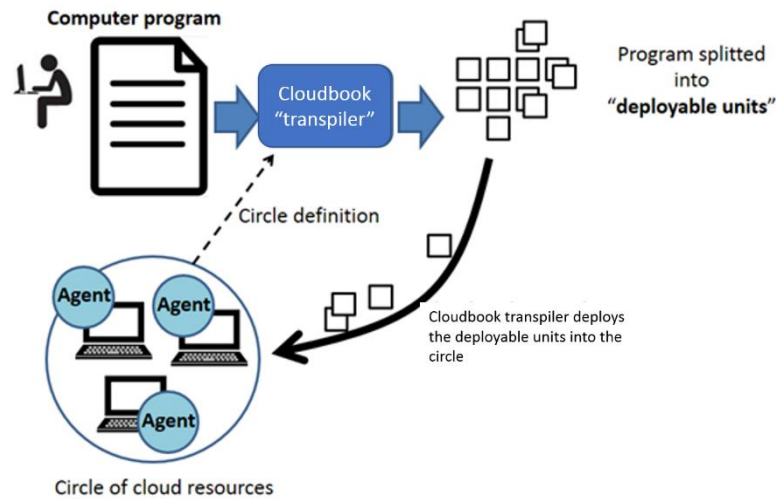 Computer program
Cloudbook
“transpiler”
Program splitted
into
“deployable units”
Circle definition
Agent
Agent
Agent
Cloudbook transpiler deploys
the deployable units into the
circle
Circle of cloud resources